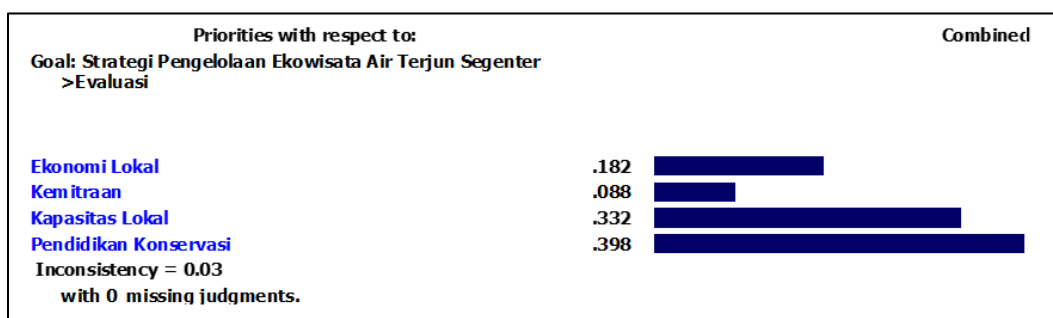 Priorities with respect to: Combined
Goal: Strategi Pengelolaan Ekowisata Air Terjun Segenter
>Evaluasi
Ekonomi Lokal .182
Kemitraan .088
Kapasitas Lokal .332
Pendidikan Konservasi .398
Inconsistency = 0.03
with 0 missing judgments.